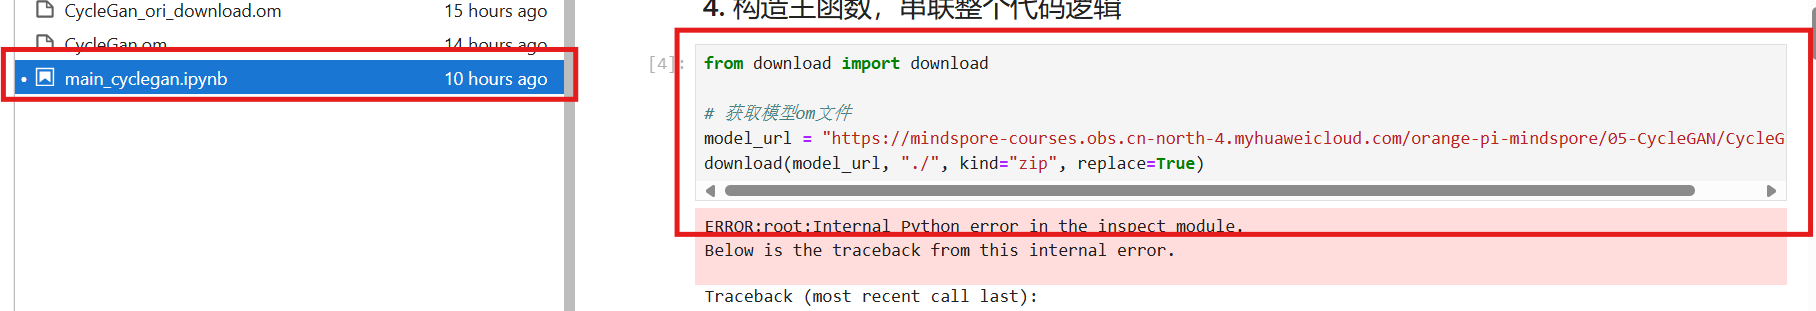 CycleGan_ori_download.om 15 hours ago
CycleGan.om 14 hours ago
main_cyclegan.ipynb 10 hours ago
4. 构造主函数，串联整个代码逻辑
[4]:
from download import download
# 获取模型om文件
model_url = "https://mindspore-courses.obs.cn-north-4.myhuaweicloud.com/orange-pi-mindspore/05-CycleGAN/CycleG
download(model_url, "./", kind="zip", replace=True)
ERROR:root:Internal Python error in the inspect module.
Below is the traceback from this internal error.
Traceback (most recent call last):